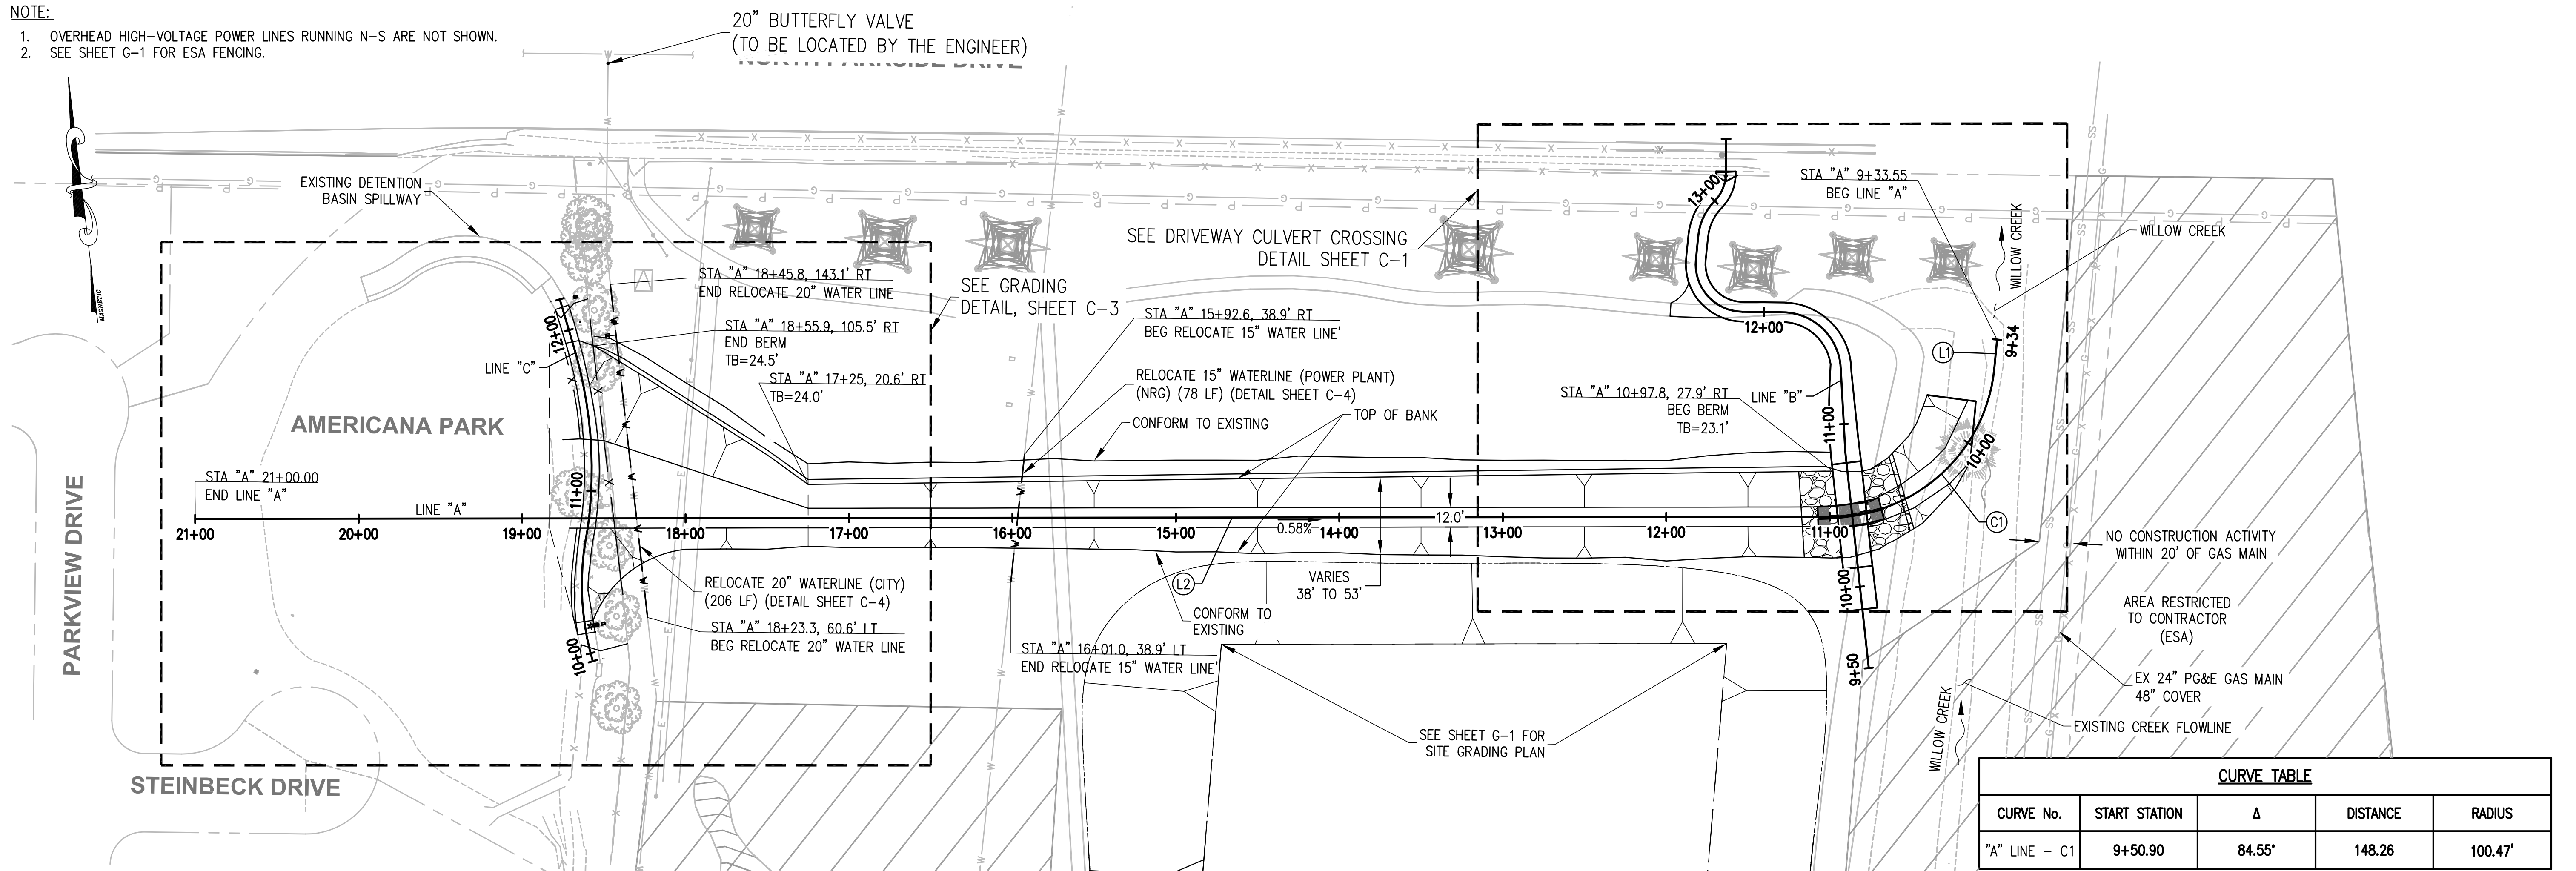 NOTE:
1. OVERHEAD HIGH-VOLTAGE POWER LINES RUNNING N-S ARE NOT SHOWN.
2. SEE SHEET G-1 FOR ESA FENCING.
20" BUTTERFLY VALVE
(TO BE LOCATED BY THE ENGINEER)
NORTH PARKSIDE DRIVE
MAGNETIC
EXISTING DETENTION
BASIN SPILLWAY
STA "A" 18+45.8, 143.1' RT
END RELOCATE 20" WATER LINE
STA "A" 18+55.9, 105.5' RT
END BERM
TB=24.5'
STA "A" 17+25, 20.6' RT
TB=24.0'
SEE GRADING
DETAIL, SHEET C-3
SEE DRIVEWAY CULVERT CROSSING
DETAIL SHEET C-1
STA "A" 15+92.6, 38.9' RT
BEG RELOCATE 15" WATER LINE'
RELOCATE 15" WATERLINE (POWER PLANT)
(NRG) (78 LF) (DETAIL SHEET C-4)
TOP OF BANK
CONFORM TO EXISTING
STA "A" 9+33.55
BEG LINE "A"
WILLOW CREEK
WILLOW CREEK
13+00
12+00
9+34
L1
STA "A" 10+97.8, 27.9' RT
BEG BERM
TB=23.1'
LINE "B"
11+00
10+00
C1
12+00
LINE "C"
AMERICANA PARK
STA "A" 21+00.00
END LINE "A"
LINE "A"
11+00
21+00
20+00
19+00
18+00
17+00
16+00
15+00
14+00
13+00
12+00
11+00
0.58%
12.0'
L2
VARIES
38' TO 53'
RELOCATE 20" WATERLINE (CITY)
(206 LF) (DETAIL SHEET C-4)
STA "A" 18+23.3, 60.6' LT
BEG RELOCATE 20" WATER LINE
CONFORM TO
EXISTING
STA "A" 16+01.0, 38.9' LT
END RELOCATE 15" WATER LINE'
10+00
10+00
9+50
NO CONSTRUCTION ACTIVITY
WITHIN 20' OF GAS MAIN
AREA RESTRICTED
TO CONTRACTOR
(ESA)
EX 24" PG&E GAS MAIN
48" COVER
EXISTING CREEK FLOWLINE
WILLOW CREEK
SEE SHEET G-1 FOR
SITE GRADING PLAN
PARKVIEW DRIVE
STEINBECK DRIVE
CURVE TABLE
CURVE No. START STATION Δ DISTANCE RADIUS
"A" LINE - C1 9+50.90 84.55° 148.26 100.47'